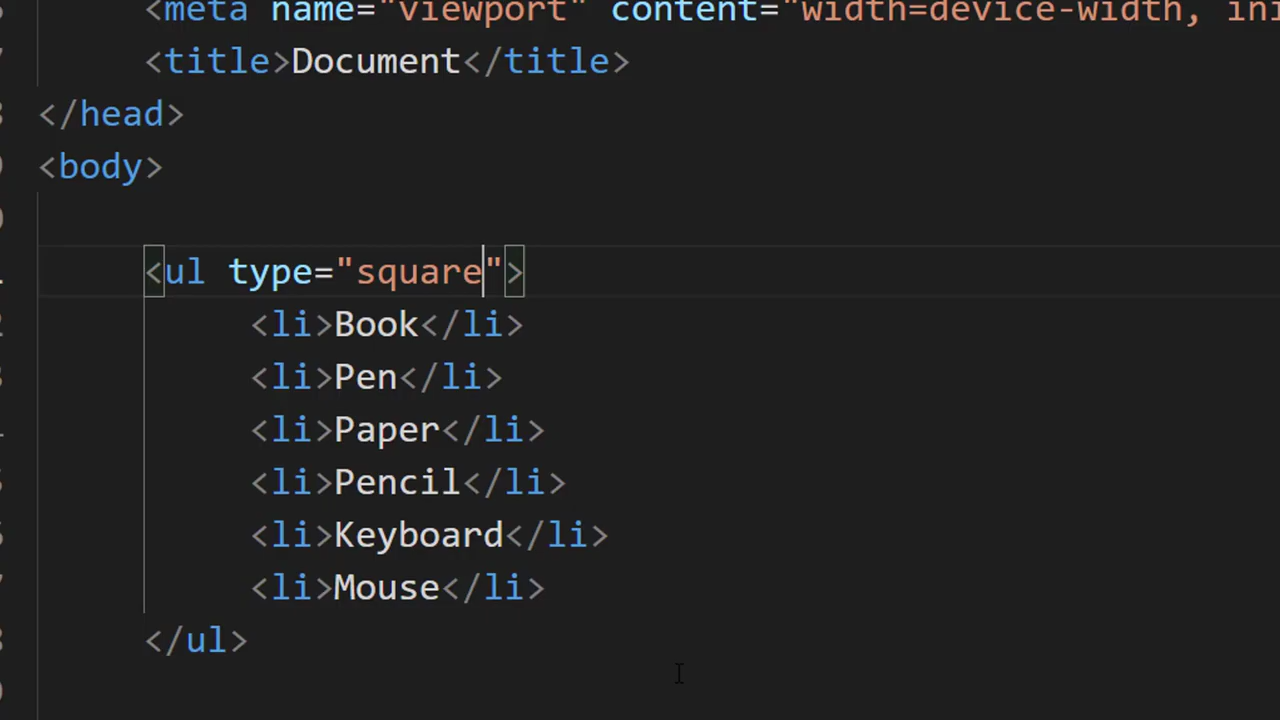 <meta name="viewport" content="width=device-width, ini
<title>Document</title>
</head>
<body>
<ul type="square">
<li>Book</li>
<li>Pen</li>
<li>Paper</li>
<li>Pencil</li>
<li>Keyboard</li>
<li>Mouse</li>
</ul>